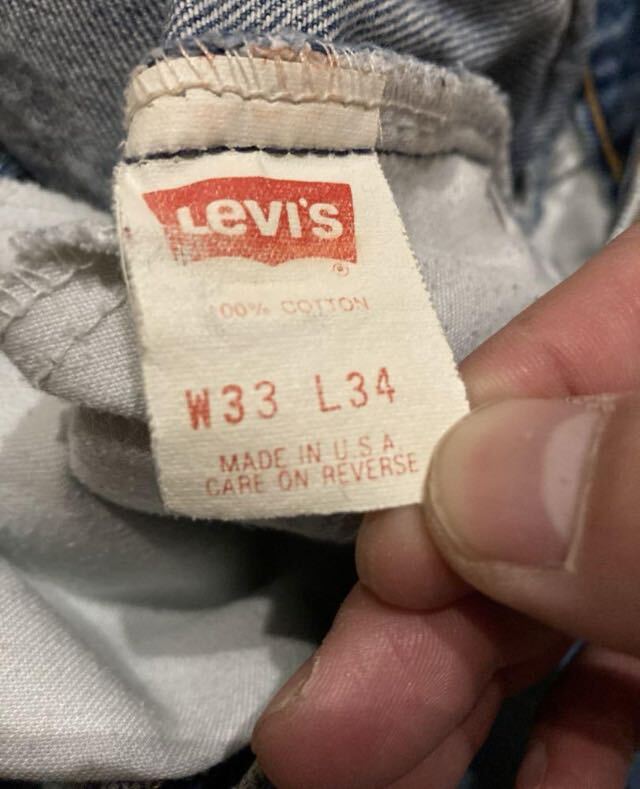 Levi's
®
100% COTTON
W33 L34
MADE IN U.S.A.
CARE ON REVERSE